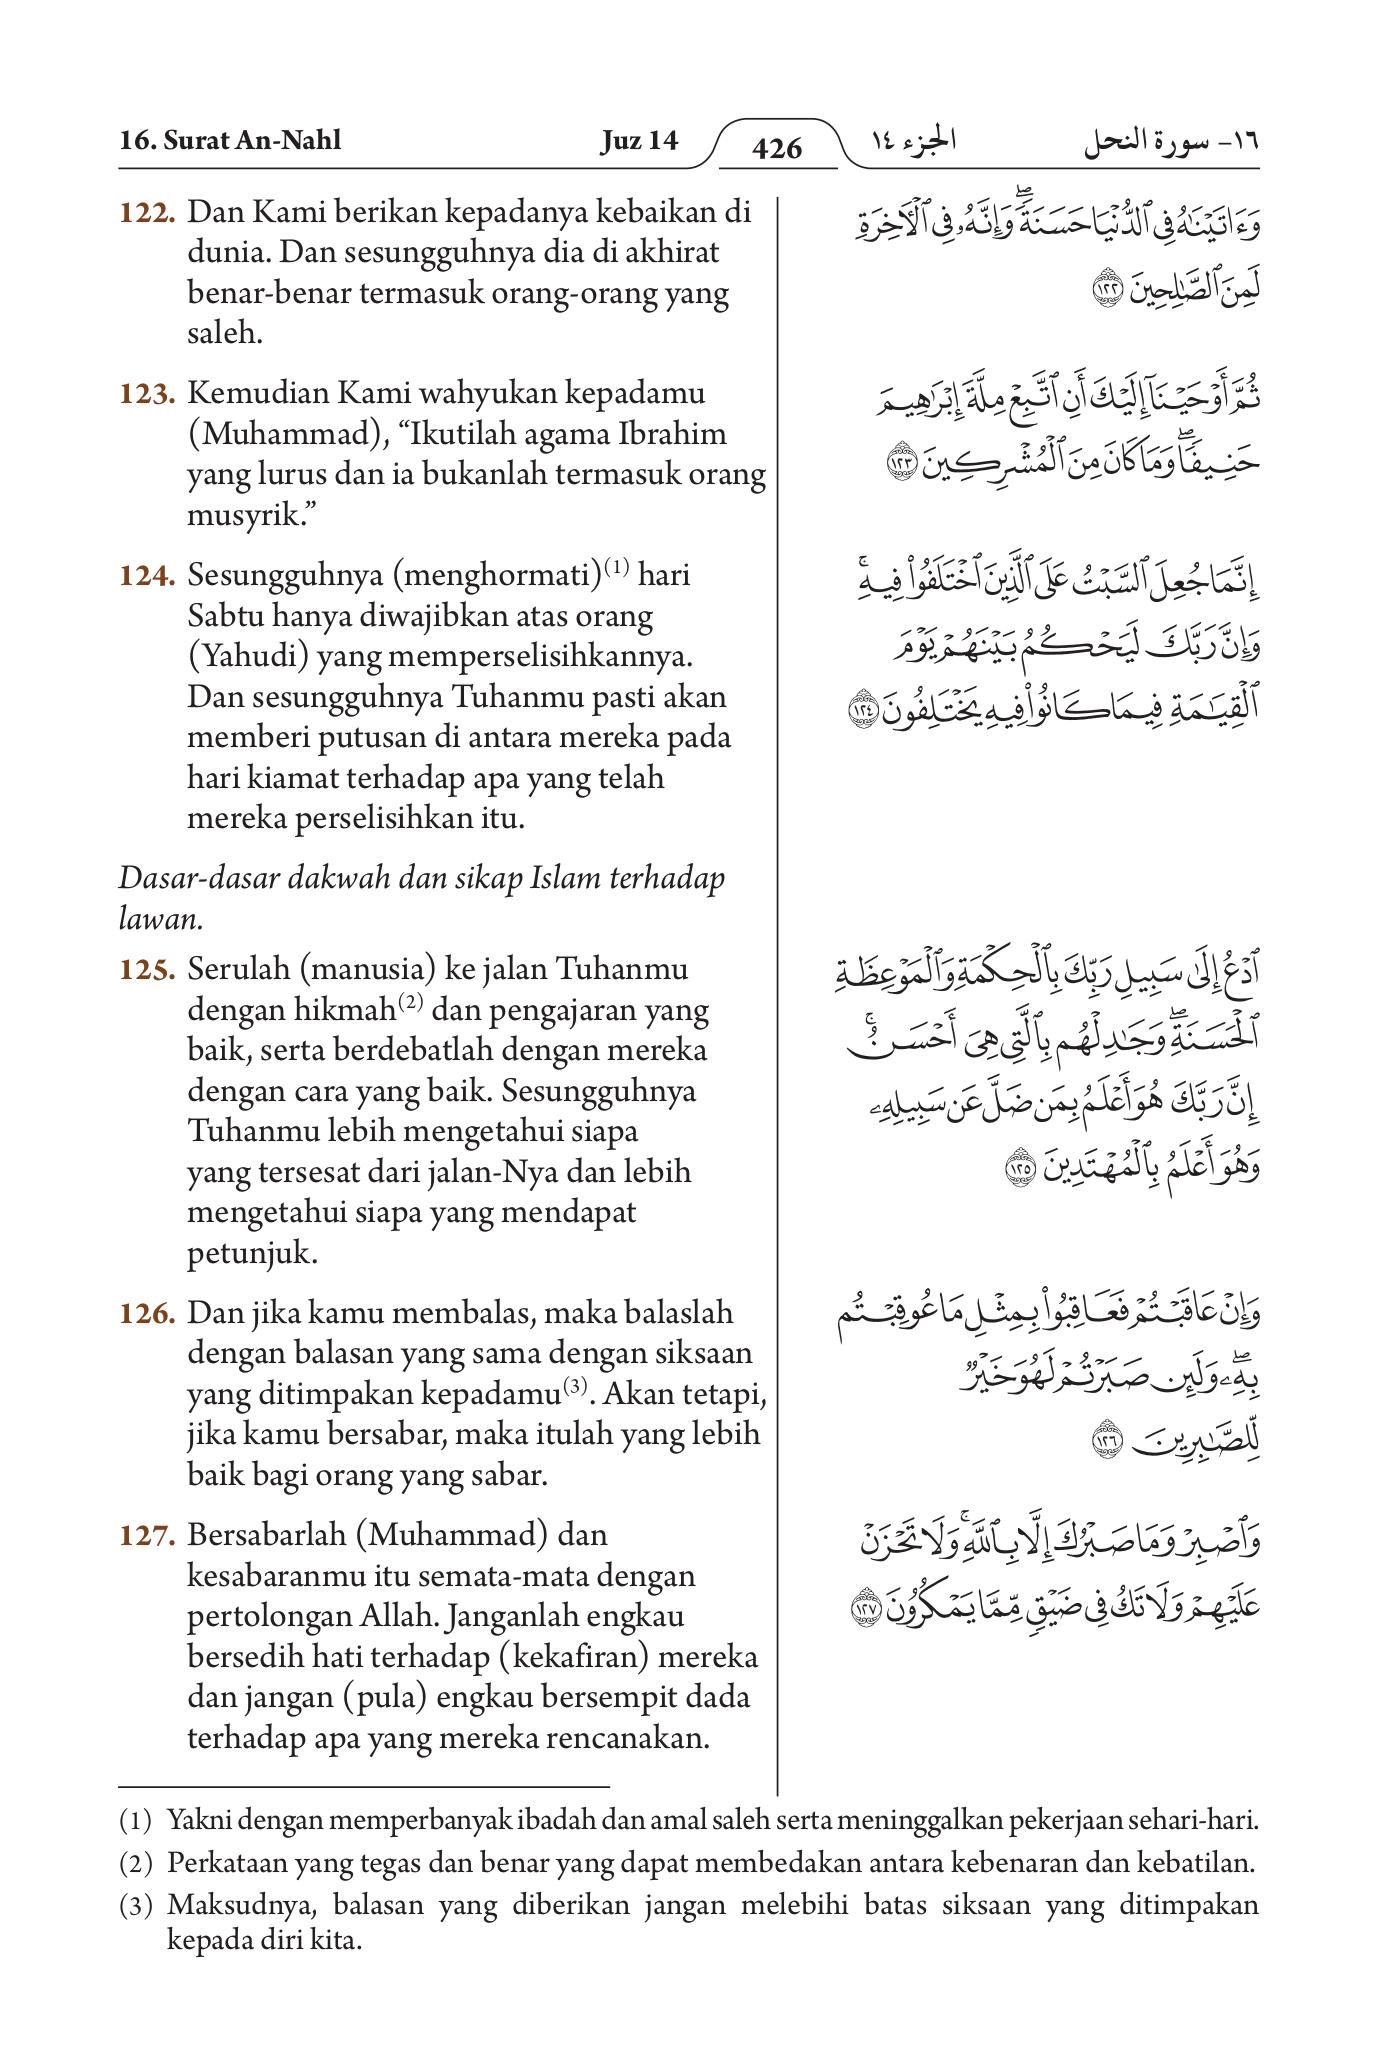 16. Surat An-Nahl
Juz 14
426
الجزء ١٤
١٦- سورة النحل
122. Dan Kami berikan kepadanya kebaikan di
dunia. Dan sesungguhnya dia di akhirat
benar-benar termasuk orang-orang yang
saleh.
وَءَاتَيْنَٰهُ فِى ٱلدُّنْيَا حَسَنَةً ۖ وَإِنَّهُۥ فِى ٱلْءَاخِرَةِ
لَمِنَ ٱلصَّٰلِحِينَ ١٢٢
123. Kemudian Kami wahyukan kepadamu
(Muhammad), “Ikutilah agama Ibrahim
yang lurus dan ia bukanlah termasuk orang
musyrik.”
ثُمَّ أَوْحَيْنَآ إِلَيْكَ أَنِ ٱتَّبِعْ مِلَّةَ إِبْرَٰهِيمَ
حَنِيفًا ۖ وَمَا كَانَ مِنَ ٱلْمُشْرِكِينَ ١٢٣
124. Sesungguhnya (menghormati)(1) hari
Sabtu hanya diwajibkan atas orang
(Yahudi) yang memperselisihkannya.
Dan sesungguhnya Tuhanmu pasti akan
memberi putusan di antara mereka pada
hari kiamat terhadap apa yang telah
mereka perselisihkan itu.
إِنَّمَا جُعِلَ ٱلسَّبْتُ عَلَى ٱلَّذِينَ ٱخْتَلَفُوا۟ فِيهِ ۚ
وَإِنَّ رَبَّكَ لَيَحْكُمُ بَيْنَهُمْ يَوْمَ
ٱلْقِيَٰمَةِ فِيمَا كَانُوا۟ فِيهِ يَخْتَلِفُونَ ١٢٤
Dasar-dasar dakwah dan sikap Islam terhadap
lawan.
125. Serulah (manusia) ke jalan Tuhanmu
dengan hikmah(2) dan pengajaran yang
baik, serta berdebatlah dengan mereka
dengan cara yang baik. Sesungguhnya
Tuhanmu lebih mengetahui siapa
yang tersesat dari jalan-Nya dan lebih
mengetahui siapa yang mendapat
petunjuk.
ٱدْعُ إِلَىٰ سَبِيلِ رَبِّكَ بِٱلْحِكْمَةِ وَٱلْمَوْعِظَةِ
ٱلْحَسَنَةِ ۖ وَجَٰدِلْهُم بِٱلَّتِى هِىَ أَحْسَنُ ۚ
إِنَّ رَبَّكَ هُوَ أَعْلَمُ بِمَن ضَلَّ عَن سَبِيلِهِۦ
وَهُوَ أَعْلَمُ بِٱلْمُهْتَدِينَ ١٢٥
126. Dan jika kamu membalas, maka balaslah
dengan balasan yang sama dengan siksaan
yang ditimpakan kepadamu(3). Akan tetapi,
jika kamu bersabar, maka itulah yang lebih
baik bagi orang yang sabar.
وَإِنْ عَاقَبْتُمْ فَعَاقِبُوا۟ بِمِثْلِ مَا عُوقِبْتُم
بِهِۦ ۖ وَلَئِن صَبَرْتُمْ لَهُوَ خَيْرٌ
لِّلصَّٰبِرِينَ ١٢٦
127. Bersabarlah (Muhammad) dan
kesabaranmu itu semata-mata dengan
pertolongan Allah. Janganlah engkau
bersedih hati terhadap (kekafiran) mereka
dan jangan (pula) engkau bersempit dada
terhadap apa yang mereka rencanakan.
وَٱصْبِرْ وَمَا صَبْرُكَ إِلَّا بِٱللَّهِ ۚ وَلَا تَحْزَنْ
عَلَيْهِمْ وَلَا تَكُ فِى ضَيْقٍ مِّمَّا يَمْكُرُونَ ١٢٧
(1) Yakni dengan memperbanyak ibadah dan amal saleh serta meninggalkan pekerjaan sehari-hari.
(2) Perkataan yang tegas dan benar yang dapat membedakan antara kebenaran dan kebatilan.
(3) Maksudnya, balasan yang diberikan jangan melebihi batas siksaan yang ditimpakan
kepada diri kita.